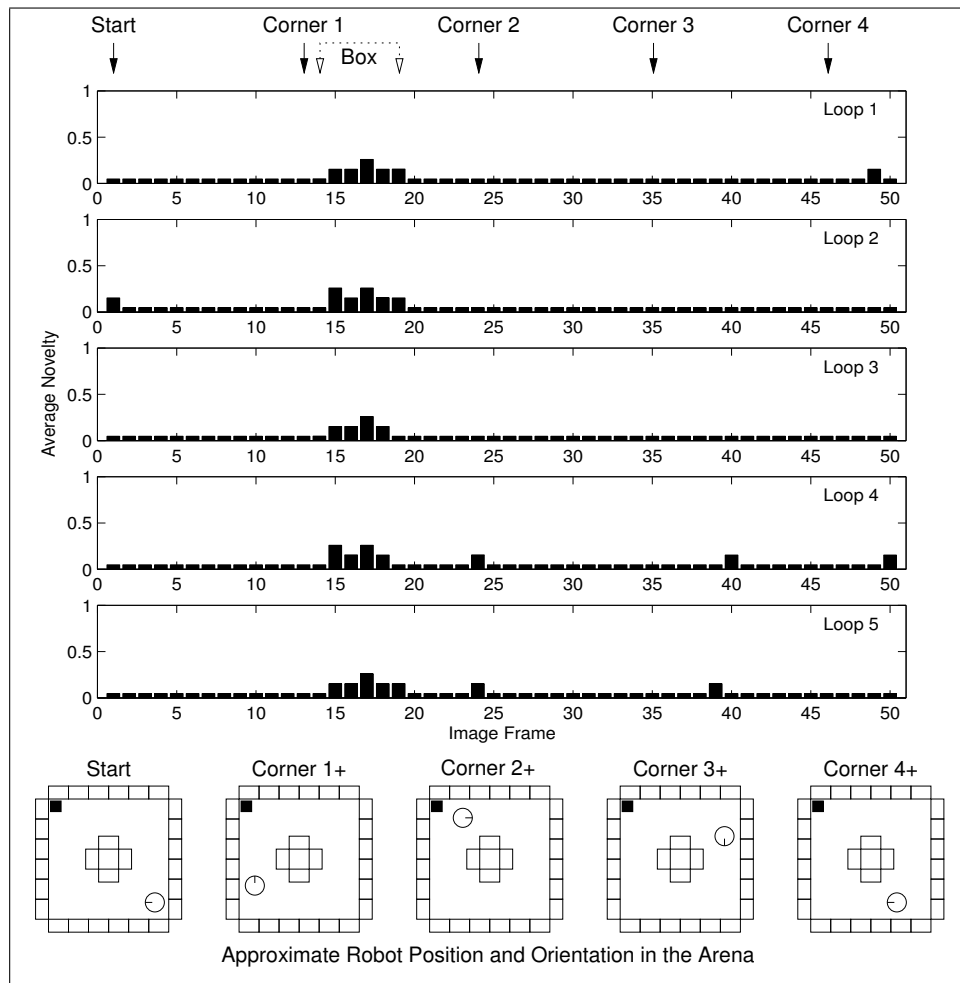 Start Corner 1 Corner 2 Corner 3 Corner 4
Box
1
0.5
0
Loop 1
0 5 10 15 20 25 30 35 40 45 50
1
0.5
0
Loop 2
0 5 10 15 20 25 30 35 40 45 50
Average Novelty
1
0.5
0
Loop 3
0 5 10 15 20 25 30 35 40 45 50
1
0.5
0
Loop 4
0 5 10 15 20 25 30 35 40 45 50
1
0.5
0
Loop 5
0 5 10 15 20 25 30 35 40 45 50
Image Frame
Start Corner 1+ Corner 2+ Corner 3+ Corner 4+
Approximate Robot Position and Orientation in the Arena